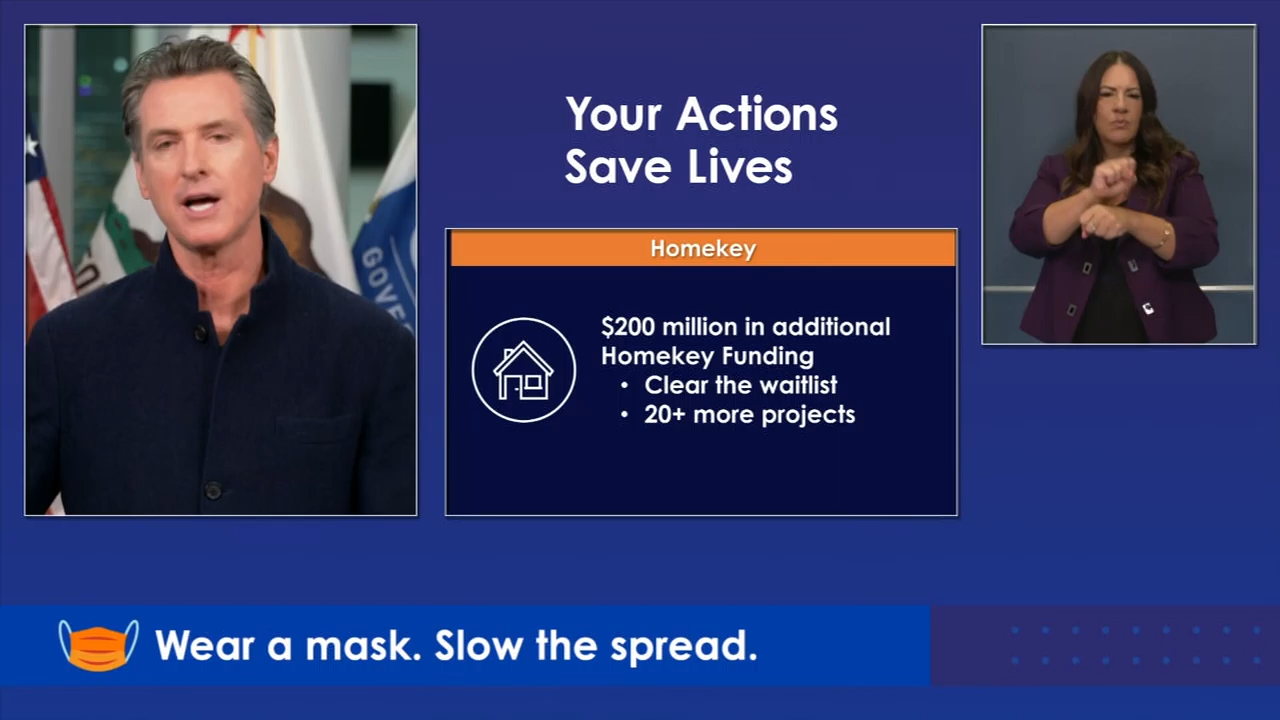 Your Actions
Save Lives
Homekey
$200 million in additional
Homekey Funding
• Clear the waitlist
• 20+ more projects
GOVE
Wear a mask. Slow the spread.